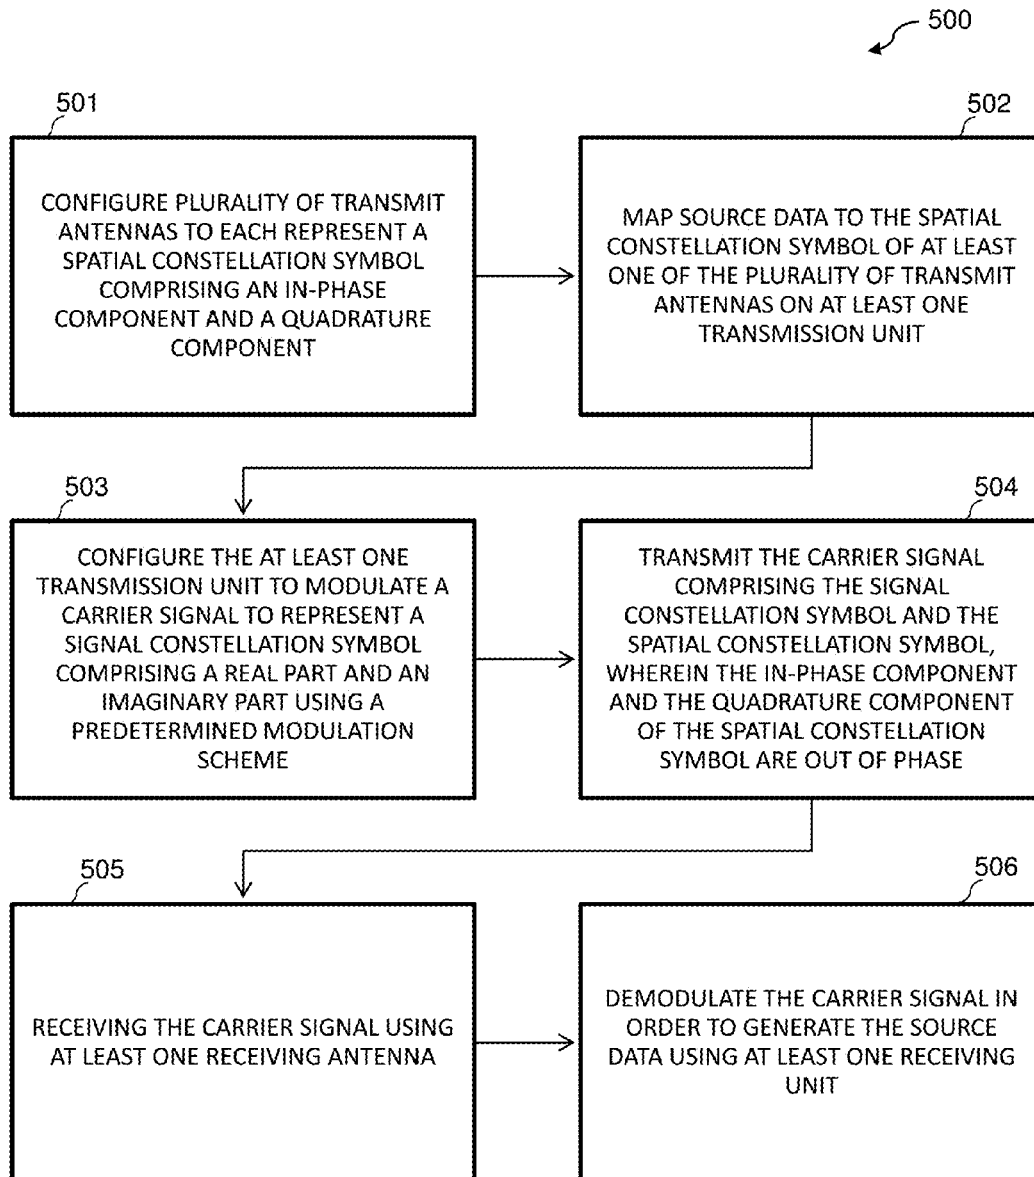 500
501
CONFIGURE PLURALITY OF TRANSMIT
ANTENNAS TO EACH REPRESENT A
SPATIAL CONSTELLATION SYMBOL
COMPRISING AN IN-PHASE
COMPONENT AND A QUADRATURE
COMPONENT
502
MAP SOURCE DATA TO THE SPATIAL
CONSTELLATION SYMBOL OF AT LEAST
ONE OF THE PLURALITY OF TRANSMIT
ANTENNAS ON AT LEAST ONE
TRANSMISSION UNIT
503
CONFIGURE THE AT LEAST ONE
TRANSMISSION UNIT TO MODULATE A
CARRIER SIGNAL TO REPRESENT A
SIGNAL CONSTELLATION SYMBOL
COMPRISING A REAL PART AND AN
IMAGINARY PART USING A
PREDETERMINED MODULATION
SCHEME
504
TRANSMIT THE CARRIER SIGNAL
COMPRISING THE SIGNAL
CONSTELLATION SYMBOL AND THE
SPATIAL CONSTELLATION SYMBOL,
WHEREIN THE IN-PHASE COMPONENT
AND THE QUADRATURE COMPONENT
OF THE SPATIAL CONSTELLATION
SYMBOL ARE OUT OF PHASE
505
RECEIVING THE CARRIER SIGNAL USING
AT LEAST ONE RECEIVING ANTENNA
506
DEMODULATE THE CARRIER SIGNAL IN
ORDER TO GENERATE THE SOURCE
DATA USING AT LEAST ONE RECEIVING
UNIT